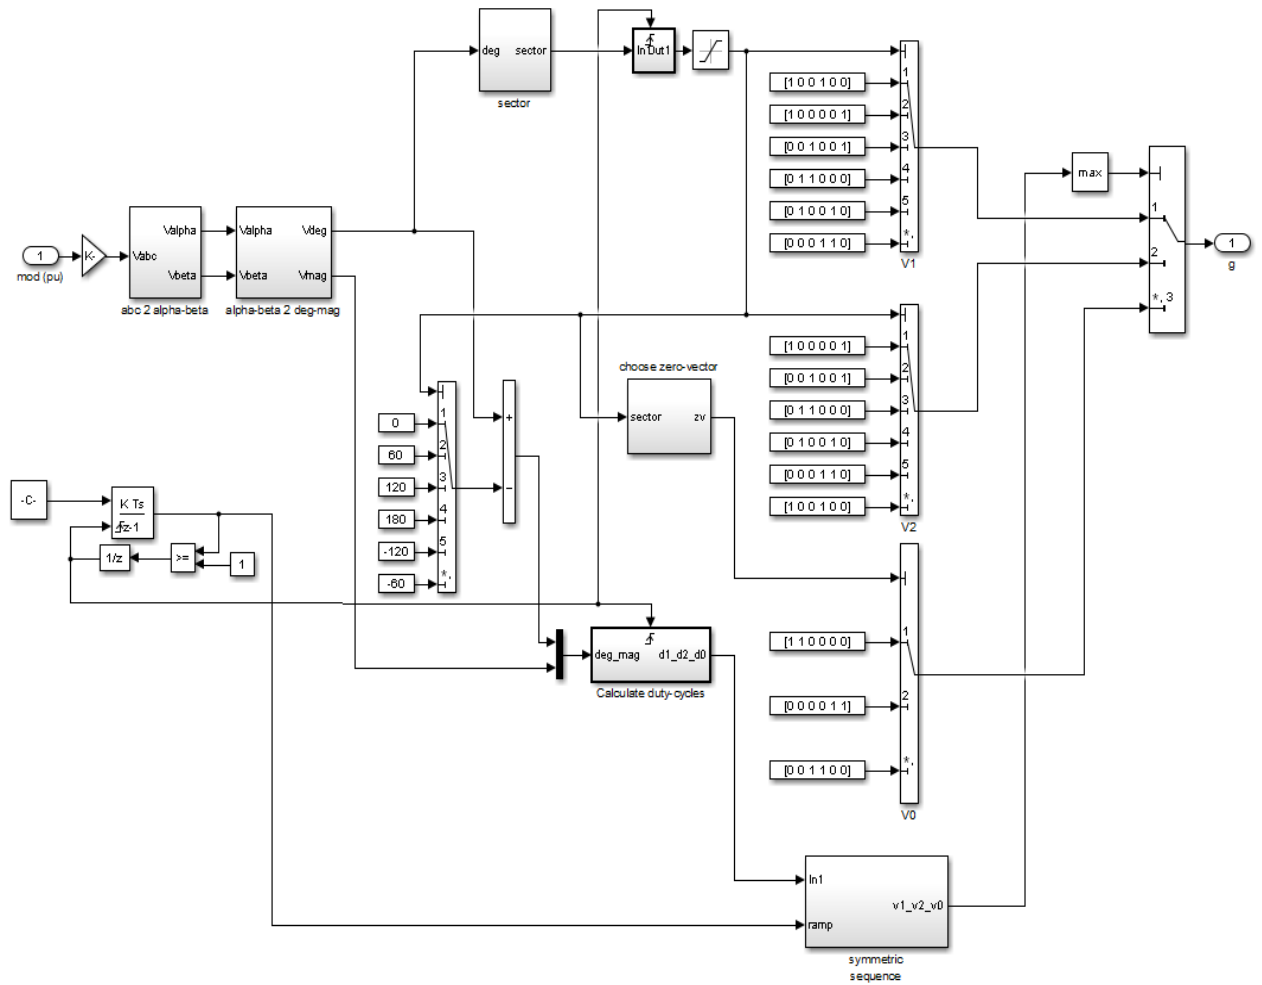 deg
sector
sector
In
Out1
[1 0 0 1 0 0]
1
[1 0 0 0 0 1]
2
[0 0 1 0 0 1]
3
[0 1 1 0 0 0]
4
[0 1 0 0 1 0]
5
[0 0 0 1 1 0]
*,
V1
max
1
2
*, 3
1
g
1
mod (pu)
K-
Vabc
Valpha
Vbeta
abc 2 alpha-beta
Valpha
Vbeta
Vdeg
Vmag
alpha-beta 2 deg-mag
choose zero-vector
sector
zv
[1 0 0 0 0 1]
1
[0 0 1 0 0 1]
2
[0 1 1 0 0 0]
3
[0 1 0 0 1 0]
4
[0 0 0 1 1 0]
5
[1 0 0 1 0 0]
*,
V2
0
1
60
2
120
3
180
4
-120
5
-60
*,
+
-
-C-
K Ts
z-1
1/z
>=
1
deg_mag
d1_d2_d0
Calculate duty-cycles
[1 1 0 0 0 0]
1
[0 0 0 0 1 1]
2
[0 0 1 1 0 0]
*,
V0
In1
ramp
v1_v2_v0
symmetric
sequence